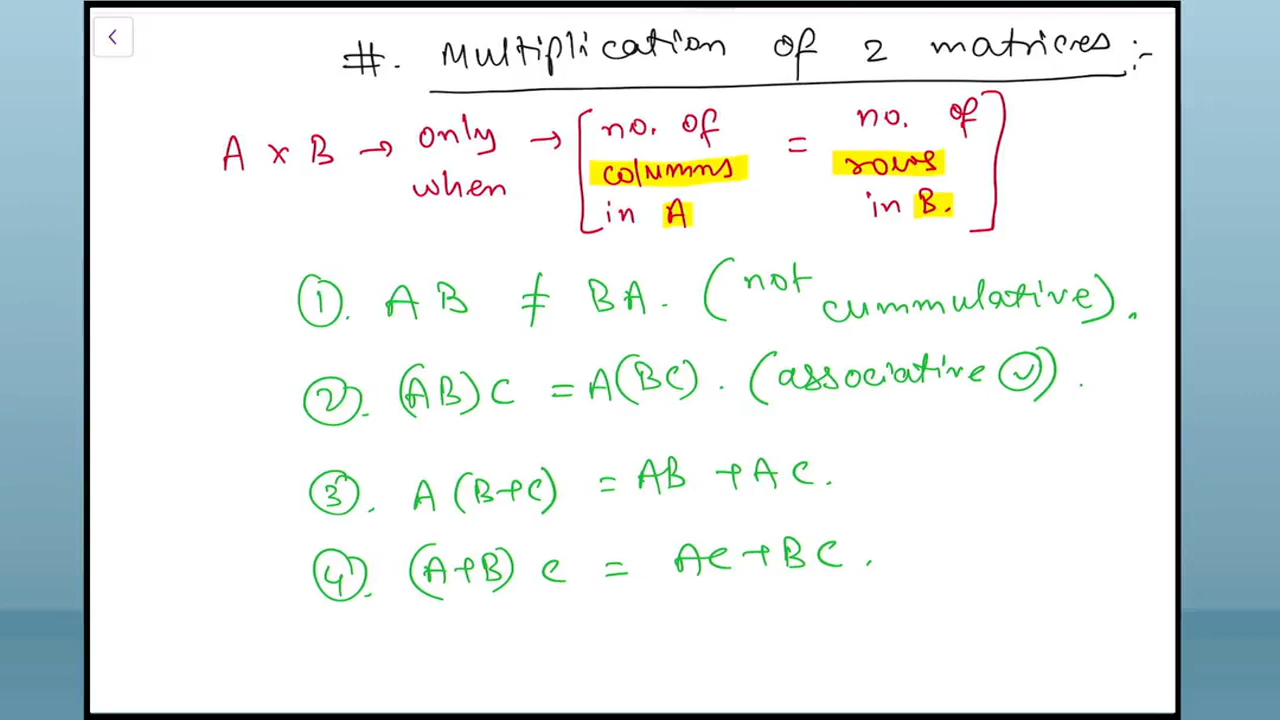 #. Multiplication of 2 matrices :-
A x B → only when → [no. of columns in A = no. of rows in B.]
①. AB ≠ BA. (not cummulative).
②. (AB)C = A(BC). (associative ✓).
③. A(B+C) = AB + AC.
④. (A+B) C = AC + BC.